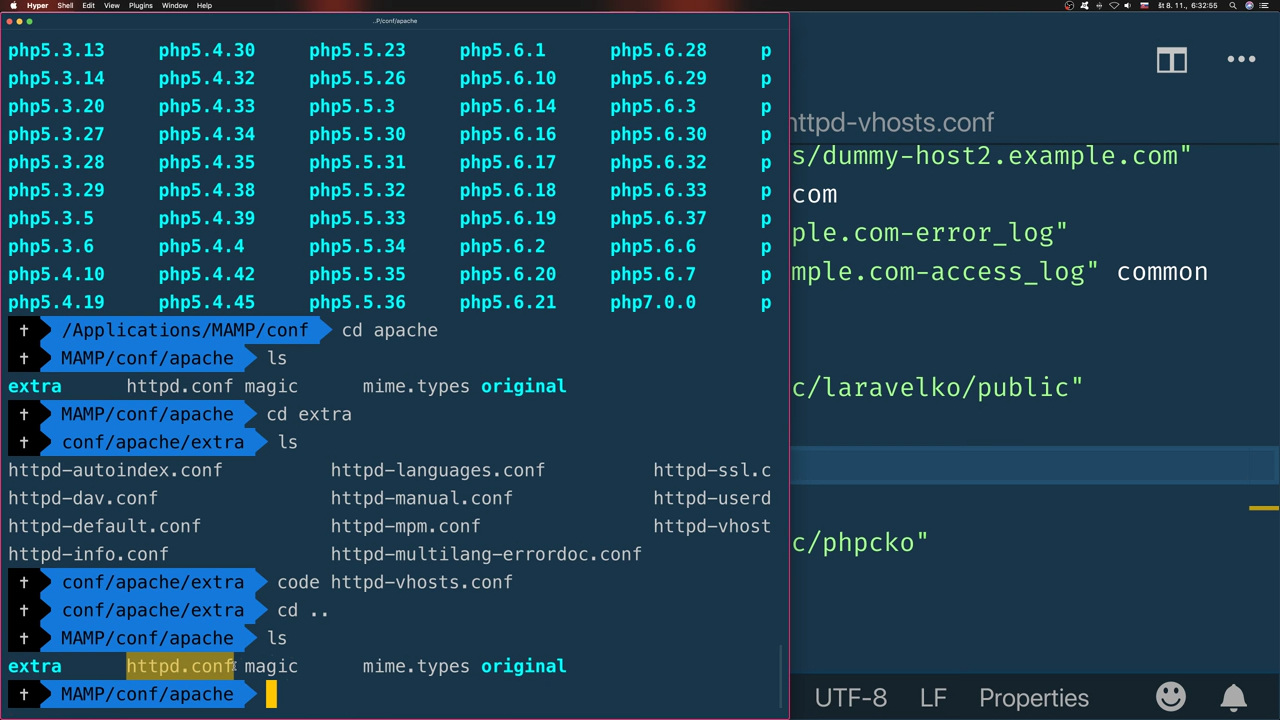 Hyper Shell Edit View Plugins Window Help
št 8. 11., 6:32:55
..P/conf/apache
php5.3.13 php5.4.30 php5.5.23 php5.6.1 php5.6.28 p
php5.3.14 php5.4.32 php5.5.26 php5.6.10 php5.6.29 p
php5.3.20 php5.4.33 php5.5.3 php5.6.14 php5.6.3 p
php5.3.27 php5.4.34 php5.5.30 php5.6.16 php5.6.30 p
php5.3.28 php5.4.35 php5.5.31 php5.6.17 php5.6.32 p
php5.3.29 php5.4.38 php5.5.32 php5.6.18 php5.6.33 p
php5.3.5 php5.4.39 php5.5.33 php5.6.19 php5.6.37 p
php5.3.6 php5.4.4 php5.5.34 php5.6.2 php5.6.6 p
php5.4.10 php5.4.42 php5.5.35 php5.6.20 php5.6.7 p
php5.4.19 php5.4.45 php5.5.36 php5.6.21 php7.0.0 p
† /Applications/MAMP/conf cd apache
† MAMP/conf/apache ls
extra httpd.conf magic mime.types original
† MAMP/conf/apache cd extra
† conf/apache/extra ls
httpd-autoindex.conf httpd-languages.conf httpd-ssl.c
httpd-dav.conf httpd-manual.conf httpd-userd
httpd-default.conf httpd-mpm.conf httpd-vhost
httpd-info.conf httpd-multilang-errordoc.conf
† conf/apache/extra code httpd-vhosts.conf
† conf/apache/extra cd ..
† MAMP/conf/apache ls
extra httpd.conf magic mime.types original
† MAMP/conf/apache
httpd-vhosts.conf
s/dummy-host2.example.com"
com
ple.com-error_log"
mple.com-access_log" common
c/laravelko/public"
c/phpcko"
UTF-8 LF Properties